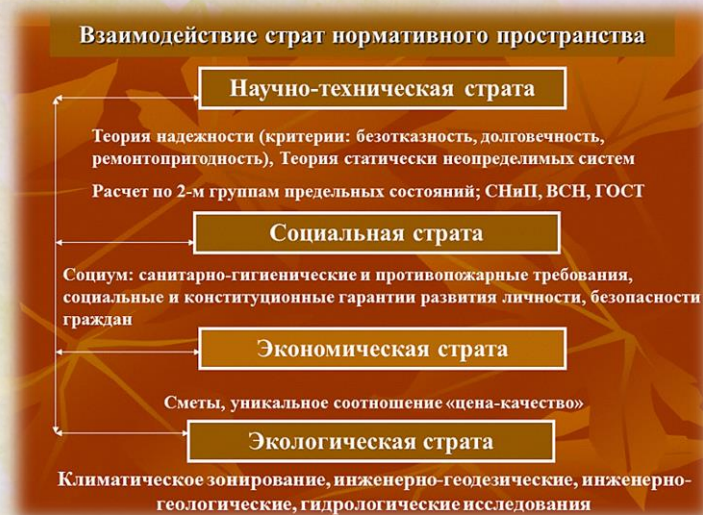 Взаимодействие страт нормативного пространства
Научно-техническая страта
Теория надежности (критерии: безотказность, долговечность,
ремонтопригодность), Теория статически неопределимых систем
Расчет по 2-м группам предельных состояний; СНиП, ВСН, ГОСТ
Социальная страта
Социум: санитарно-гигиенические и противопожарные требования,
социальные и конституционные гарантии развития личности, безопасности
граждан
Экономическая страта
Сметы, уникальное соотношение «цена-качество»
Экологическая страта
Климатическое зонирование, инженерно-геодезические, инженерно-
геологические, гидрологические исследования